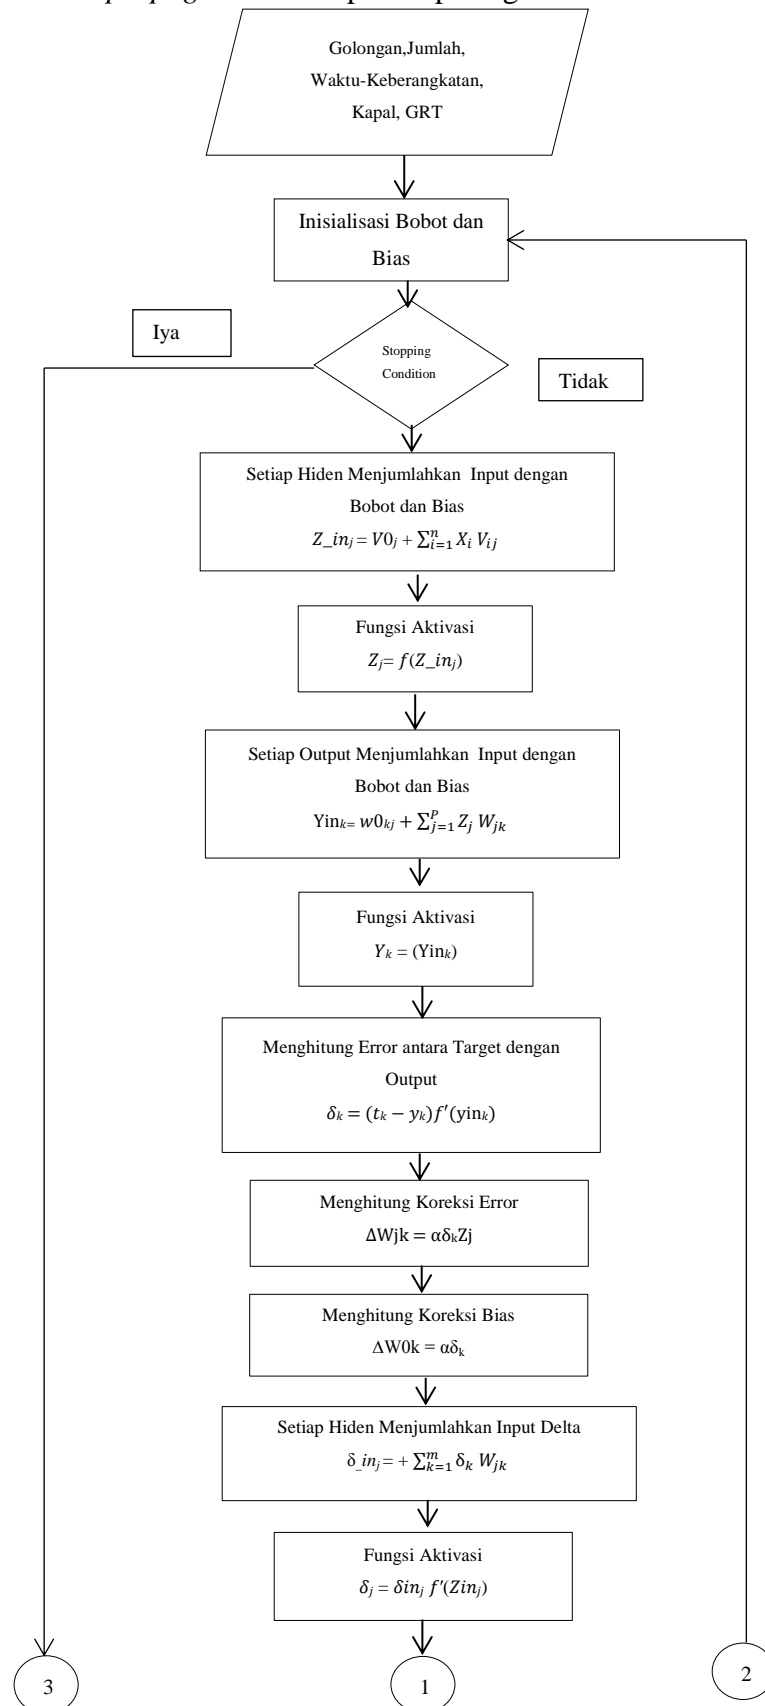 Golongan,Jumlah,
Waktu-Keberangkatan,
Kapal, GRT
Inisialisasi Bobot dan
Bias
Iya
Stopping
Condition
Tidak
Setiap Hiden Menjumlahkan Input dengan
Bobot dan Bias
Z_inⱼ = V0ⱼ + ∑ⁿᵢ₌₁ Xᵢ Vᵢⱼ
Fungsi Aktivasi
Zⱼ= f(Z_inⱼ)
Setiap Output Menjumlahkan Input dengan
Bobot dan Bias
Yinₖ₌ w0ₖⱼ + ∑ᴾⱼ₌₁ Zⱼ Wⱼₖ
Fungsi Aktivasi
Yₖ = (Yinₖ)
Menghitung Error antara Target dengan
Output
δₖ = (tₖ − yₖ)f′(yinₖ)
Menghitung Koreksi Error
ΔWjk = αδₖZj
Menghitung Koreksi Bias
ΔW0k = αδₖ
Setiap Hiden Menjumlahkan Input Delta
δ_inⱼ= + ∑ᵐₖ₌₁ δₖ Wⱼₖ
Fungsi Aktivasi
δⱼ = δinⱼ f′(Zinⱼ)
3
1
2